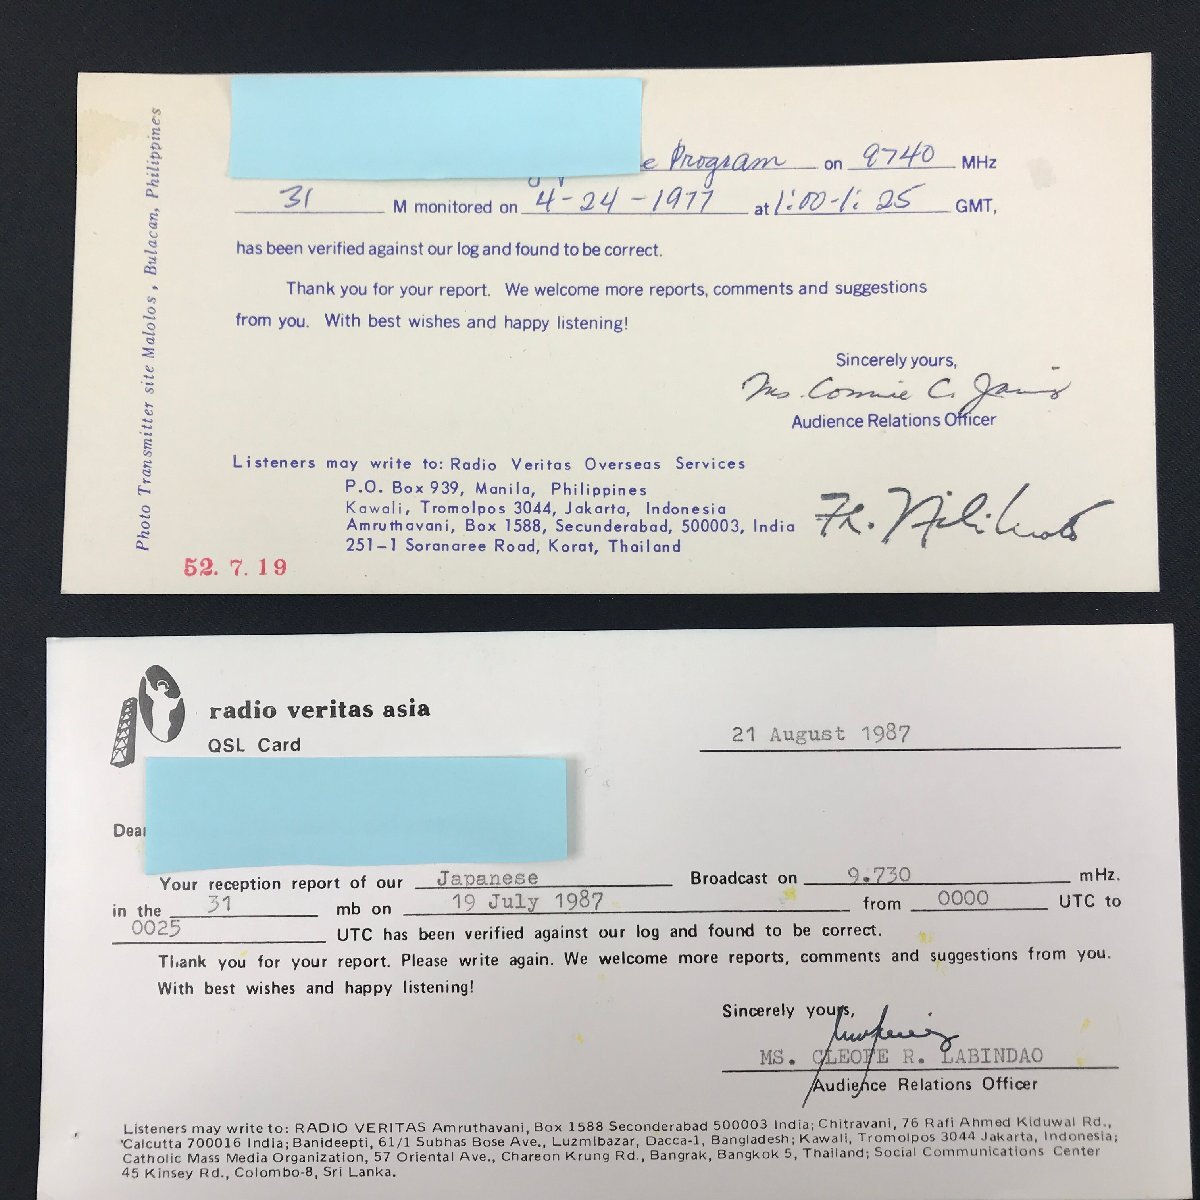 Photo Transmitter site Malolos, Bulacan, Philippines
e Program on 9740 MHz
31 M monitored on 4-24-1977 at 1:00-1:25 GMT,
has been verified against our log and found to be correct.
Thank you for your report. We welcome more reports, comments and suggestions
from you. With best wishes and happy listening!
Sincerely yours,
Ms. Connie C.
Audience Relations Officer
Listeners may write to: Radio Veritas Overseas Services
P.O. Box 939, Manila, Philippines
Kawali, Tromolpos 3044, Jakarta, Indonesia
Amruthavani, Box 1588, Secunderabad, 500003, India
251-1 Soranaree Road, Korat, Thailand
Fr.
52. 7. 19
radio veritas asia
QSL Card
21 August 1987
Dear
Your reception report of our Japanese Broadcast on 9.730 mHz.
in the 31 mb on 19 July 1987 from 0000 UTC to
0025 UTC has been verified against our log and found to be correct.
Thank you for your report. Please write again. We welcome more reports, comments and suggestions from you.
With best wishes and happy listening!
Sincerely yours,
MS. CLEOFE R. LABINDAO
Audience Relations Officer
Listeners may write to: RADIO VERITAS Amruthavani, Box 1588 Seconderabad 500003 India; Chitravani, 76 Rafi Ahmed Kiduwal Rd.,
Calcutta 700016 India; Banideepti, 61/1 Subhas Bose Ave., Luzmlbazar, Dacca-1, Bangladesh; Kawali, Tromolpos 3044 Jakarta, Indonesia;
Catholic Mass Media Organization, 57 Oriental Ave., Chareon Krung Rd., Bangrak, Bangkok 5, Thailand; Social Communications Center
45 Kinsey Rd., Colombo-8, Sri Lanka.